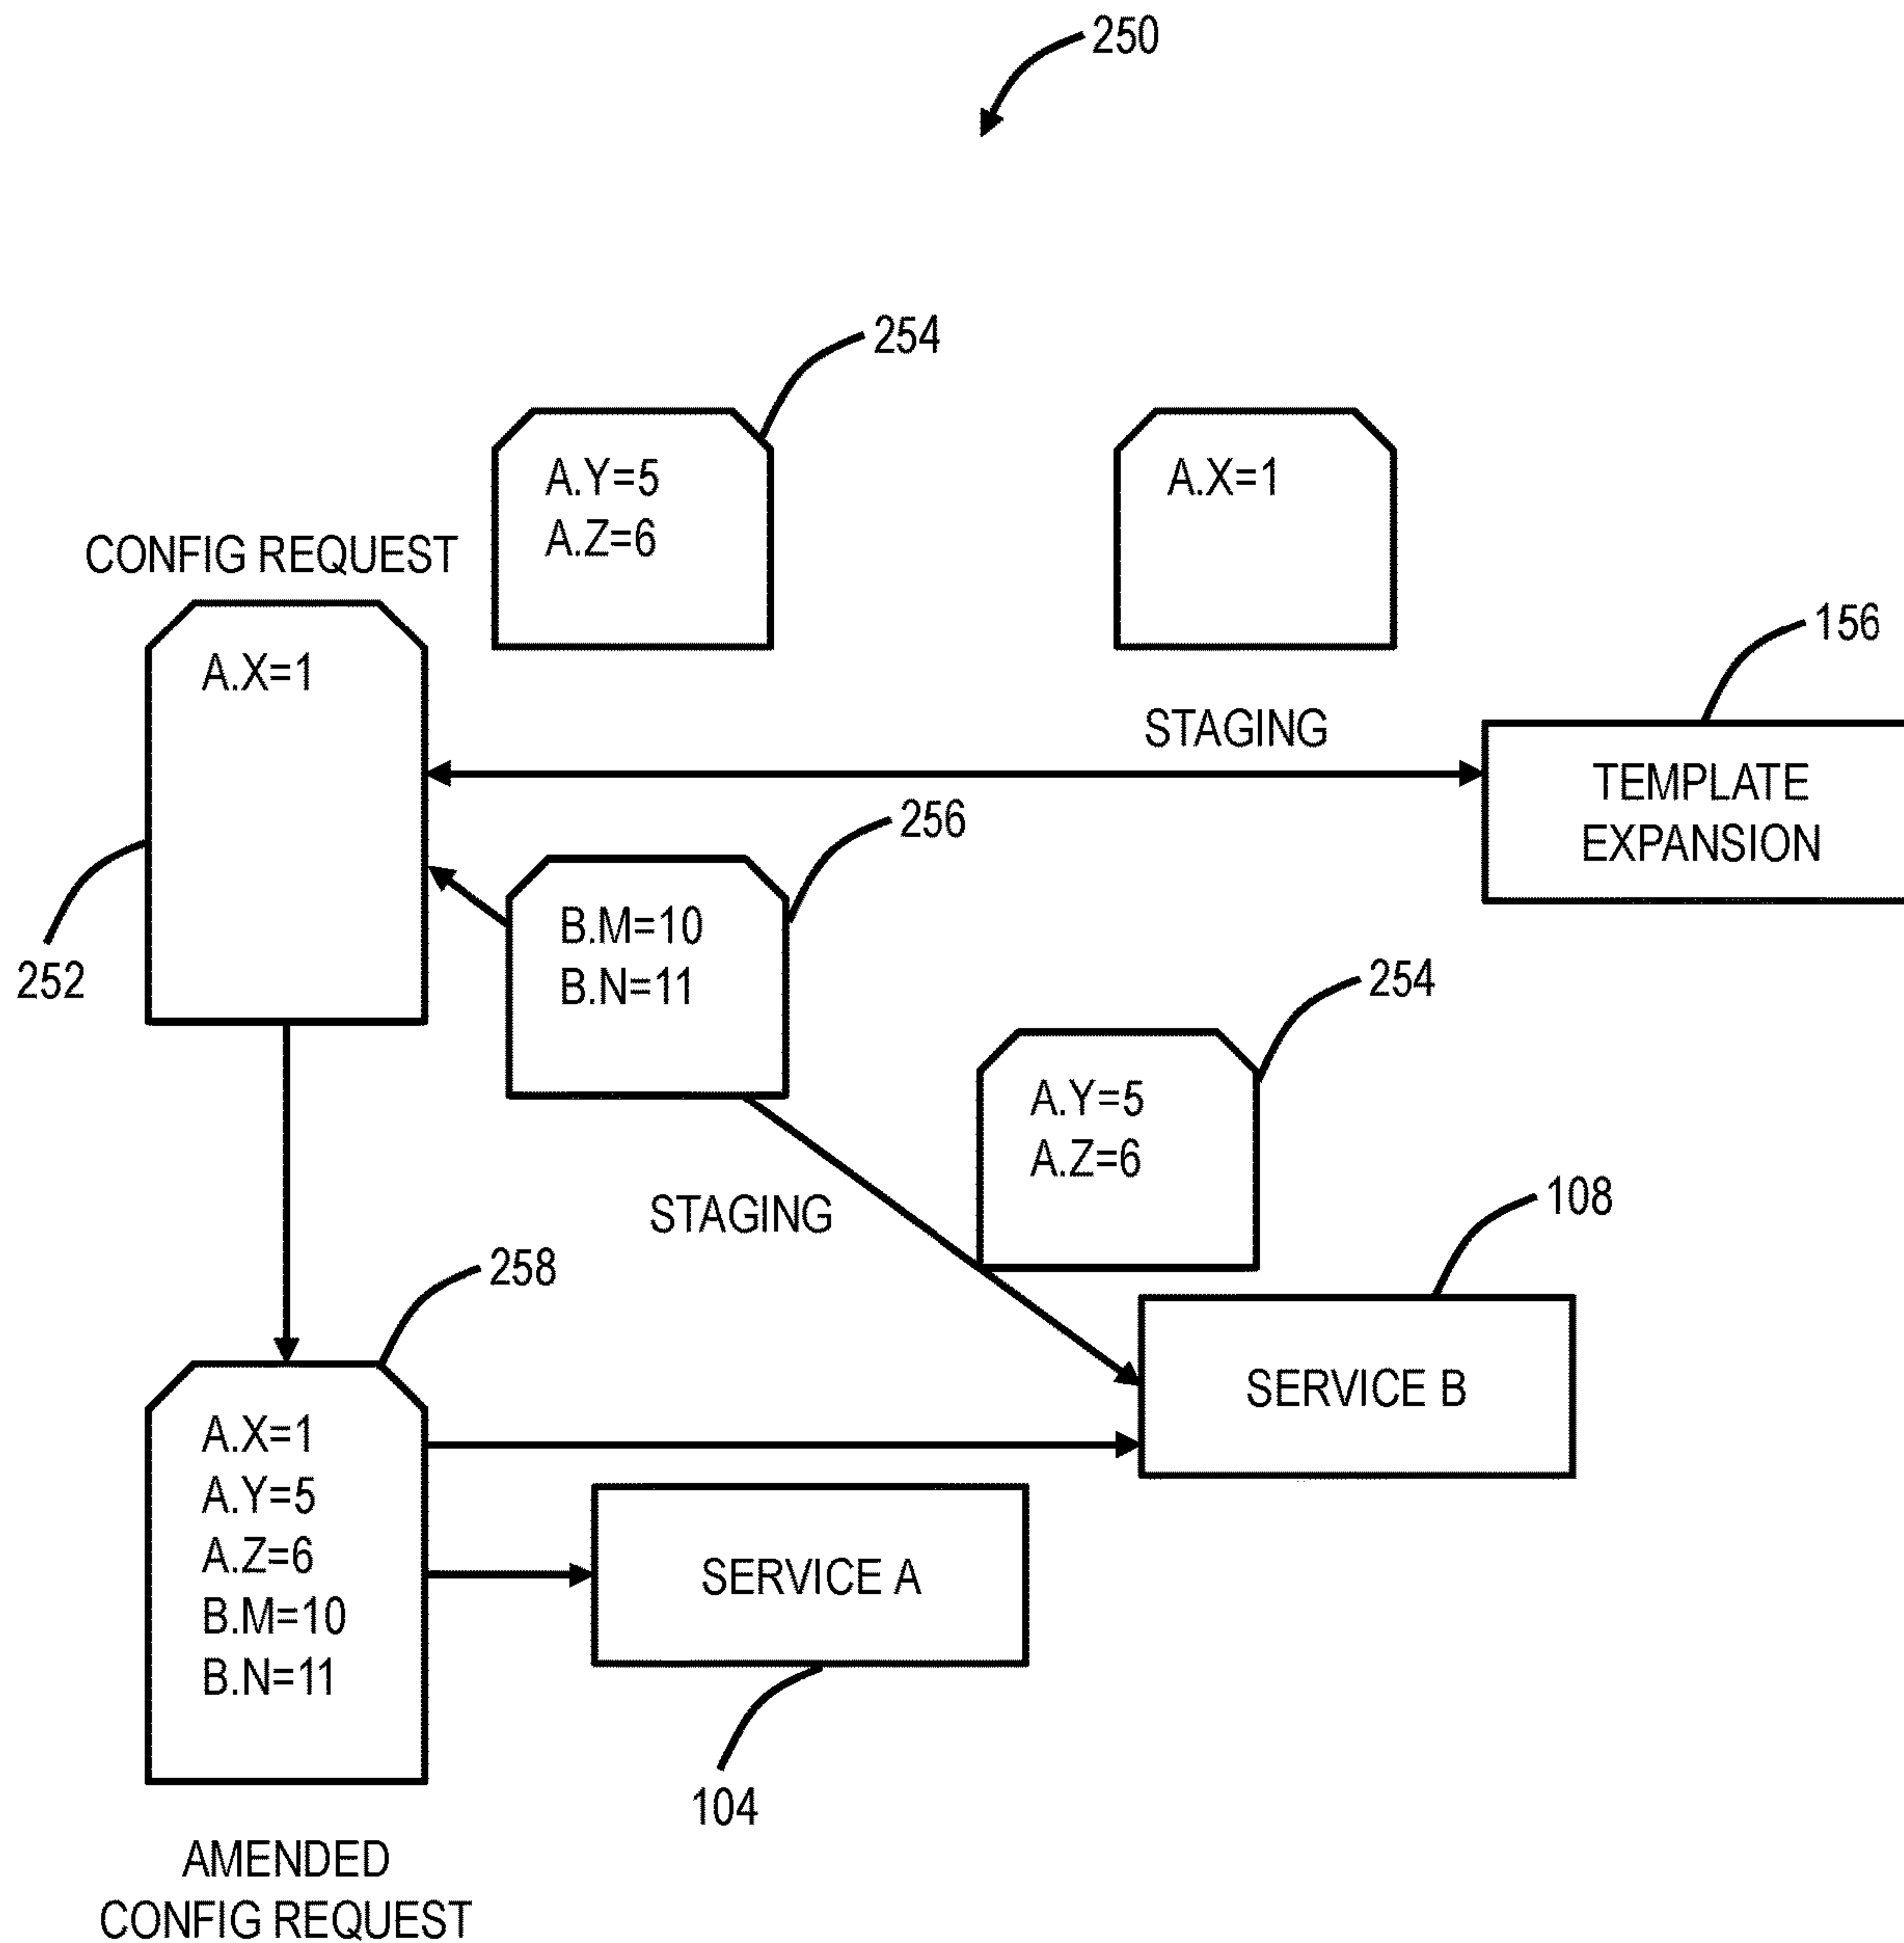 250
254
A.Y=5
A.Z=6
A.X=1
CONFIG REQUEST
A.X=1
156
STAGING
TEMPLATE
EXPANSION
256
B.M=10
B.N=11
252
254
A.Y=5
A.Z=6
STAGING
108
258
SERVICE B
A.X=1
A.Y=5
A.Z=6
B.M=10
B.N=11
SERVICE A
104
AMENDED
CONFIG REQUEST